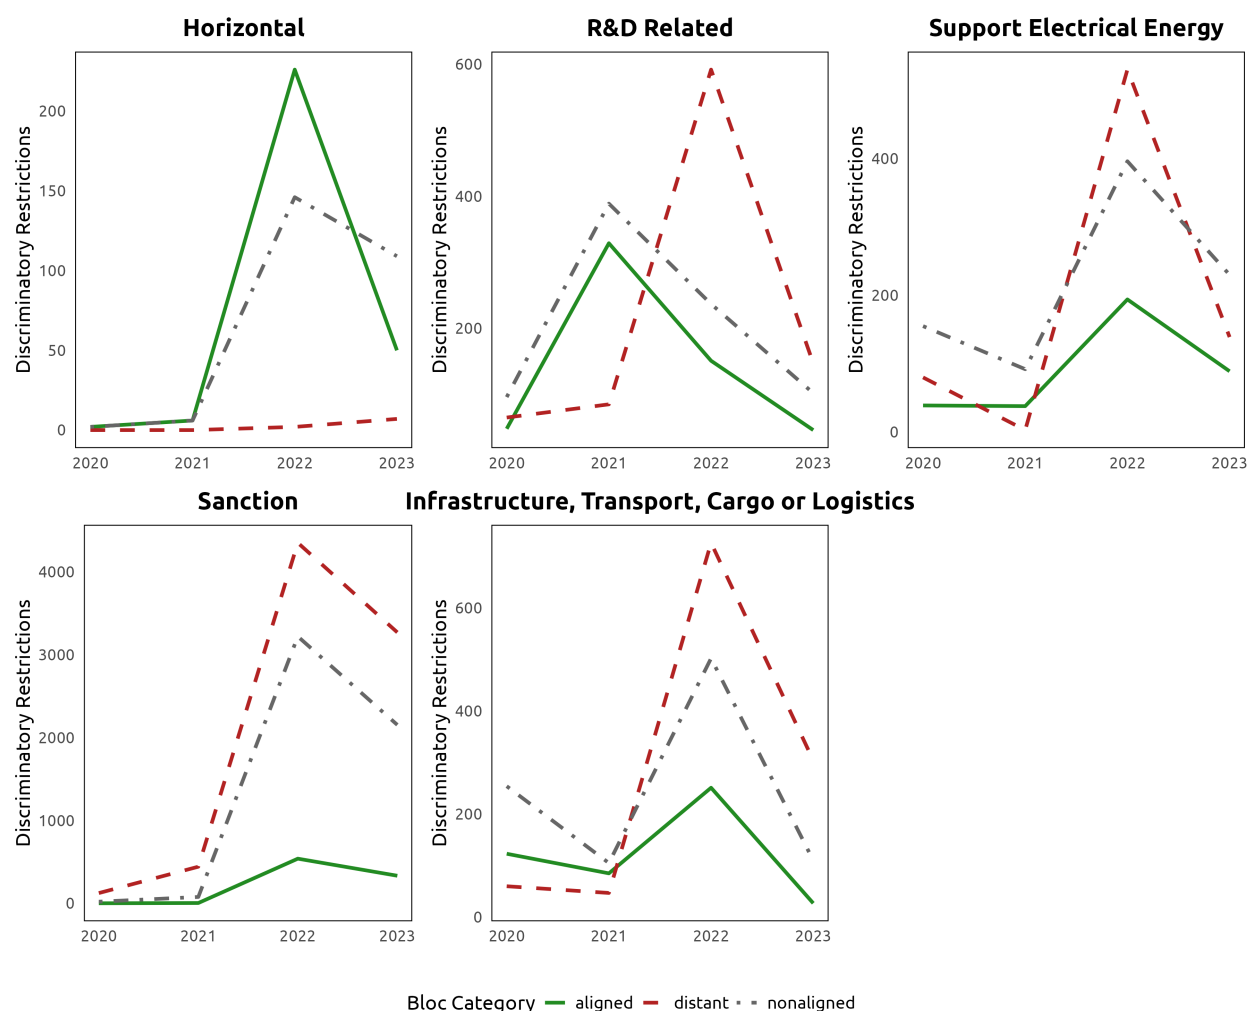 Horizontal
R&D Related
Support Electrical Energy
Discriminatory Restrictions
200
150
100
50
0
2020 2021 2022 2023
Discriminatory Restrictions
600
400
200
2020 2021 2022 2023
Discriminatory Restrictions
400
200
0
2020 2021 2022 2023
Sanction
Infrastructure, Transport, Cargo or Logistics
Discriminatory Restrictions
4000
3000
2000
1000
0
2020 2021 2022 2023
Discriminatory Restrictions
600
400
200
0
2020 2021 2022 2023
Bloc Category aligned distant nonaligned